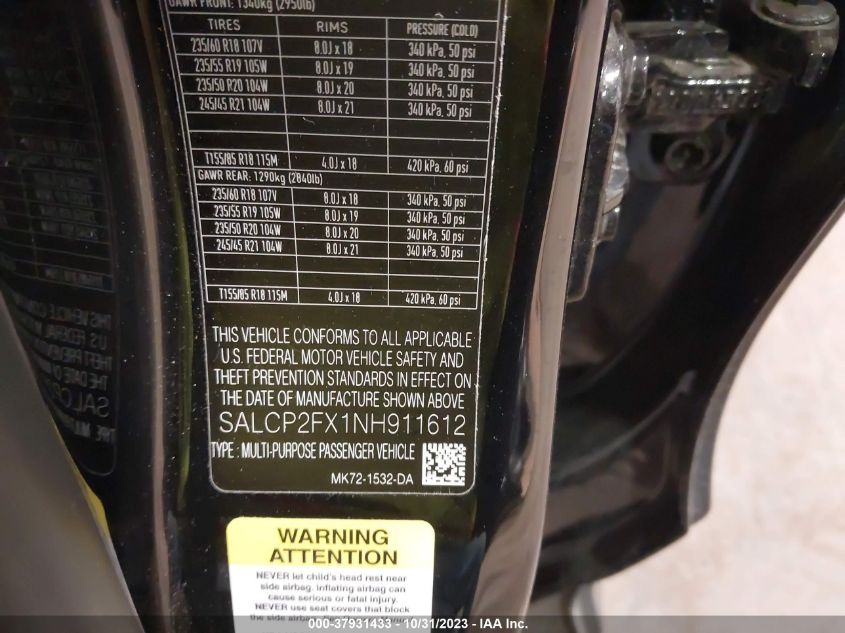 GAWR FRONT: 1340kg (2950lb)
TIRES RIMS PRESSURE (COLD)
235/60 R18 107V 8.0J x 18 340 kPa, 50 psi
235/55 R19 105W 8.0J x 19 340 kPa, 50 psi
235/50 R20 104W 8.0J x 20 340 kPa, 50 psi
245/45 R21 104W 8.0J x 21 340 kPa, 50 psi
T155/85 R18 115M 4.0J x 18 420 kPa, 60 psi
GAWR REAR: 1290kg (2840lb)
235/60 R18 107V 8.0J x 18 340 kPa, 50 psi
235/55 R19 105W 8.0J x 19 340 kPa, 50 psi
235/50 R20 104W 8.0J x 20 340 kPa, 50 psi
245/45 R21 104W 8.0J x 21 340 kPa, 50 psi
T155/85 R18 115M 4.0J x 18 420 kPa, 60 psi
THIS VEHICLE CONFORMS TO ALL APPLICABLE
U.S. FEDERAL MOTOR VEHICLE SAFETY AND
THEFT PREVENTION STANDARDS IN EFFECT ON
THE DATE OF MANUFACTURE SHOWN ABOVE
SALCP2FX1NH911612
TYPE : MULTI-PURPOSE PASSENGER VEHICLE
MK72-1532-DA
WARNING
ATTENTION
NEVER let child's head rest near
side airbag. inflating airbag can
cause serious or fatal injury.
NEVER use seat covers that block
the side airbag
000-37931433 - 10/31/2023 - IAA Inc.